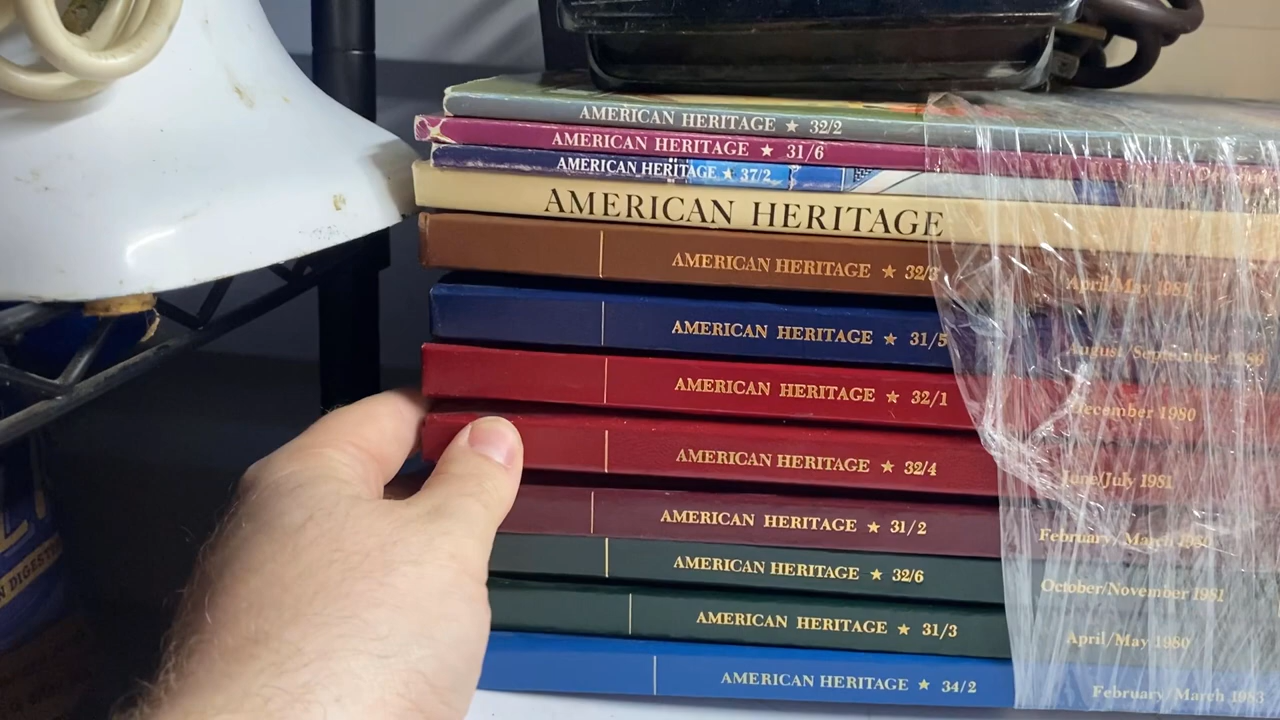 AMERICAN HERITAGE ★ 32/2
AMERICAN HERITAGE ★ 31/6
AMERICAN HERITAGE ★ 37/2
AMERICAN HERITAGE
AMERICAN HERITAGE ★ 32/3 April/May 1981
AMERICAN HERITAGE ★ 31/5 August/September 1980
AMERICAN HERITAGE ★ 32/1 December 1980
AMERICAN HERITAGE ★ 32/4 June/July 1981
AMERICAN HERITAGE ★ 31/2 February/March 1980
AMERICAN HERITAGE ★ 32/6 October/November 1981
AMERICAN HERITAGE ★ 31/3 April/May 1980
AMERICAN HERITAGE ★ 34/2 February/March 1983